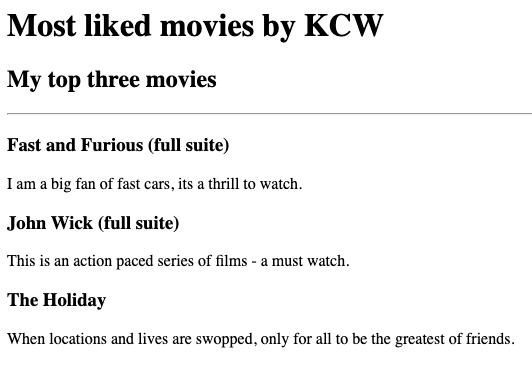 Most liked movies by KCW
My top three movies
Fast and Furious (full suite)
I am a big fan of fast cars, its a thrill to watch.
John Wick (full suite)
This is an action paced series of films - a must watch.
The Holiday
When locations and lives are swopped, only for all to be the greatest of friends.